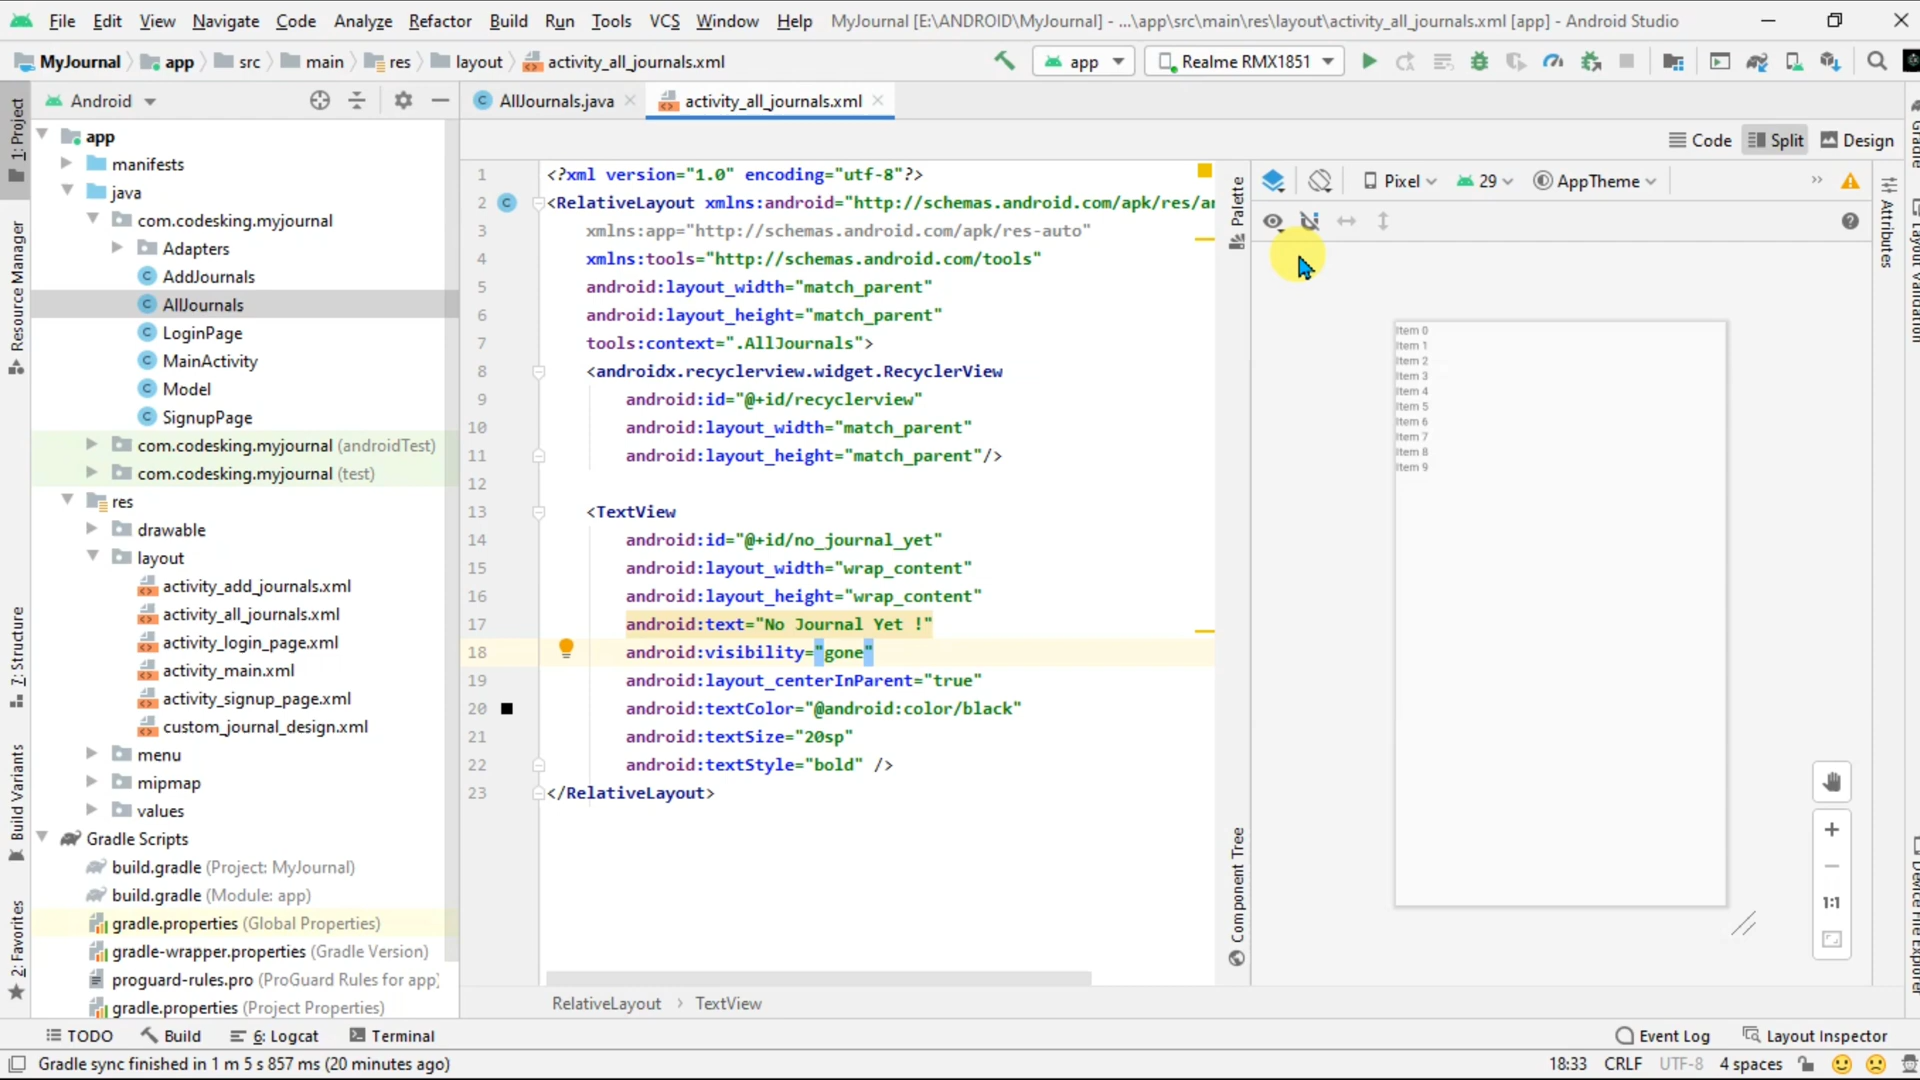 File Edit View Navigate Code Analyze Refactor Build Run Tools VCS Window Help MyJournal [E:\ANDROID\MyJournal] - ...\app\src\main\res\layout\activity_all_journals.xml [app] - Android Studio
MyJournal app src main res layout activity_all_journals.xml app Realme RMX1851
Android AllJournals.java activity_all_journals.xml
Code Split Design
1: Project
Resource Manager
7: Structure
Build Variants
2: Favorites
app
manifests
java
com.codesking.myjournal
Adapters
AddJournals
AllJournals
LoginPage
MainActivity
Model
SignupPage
com.codesking.myjournal (androidTest)
com.codesking.myjournal (test)
res
drawable
layout
activity_add_journals.xml
activity_all_journals.xml
activity_login_page.xml
activity_main.xml
activity_signup_page.xml
custom_journal_design.xml
menu
mipmap
values
Gradle Scripts
build.gradle (Project: MyJournal)
build.gradle (Module: app)
gradle.properties (Global Properties)
gradle-wrapper.properties (Gradle Version)
proguard-rules.pro (ProGuard Rules for app)
gradle.properties (Project Properties)
1 <?xml version="1.0" encoding="utf-8"?>
2 <RelativeLayout xmlns:android="http://schemas.android.com/apk/res/an
3 xmlns:app="http://schemas.android.com/apk/res-auto"
4 xmlns:tools="http://schemas.android.com/tools"
5 android:layout_width="match_parent"
6 android:layout_height="match_parent"
7 tools:context=".AllJournals">
8 <androidx.recyclerview.widget.RecyclerView
9 android:id="@+id/recyclerview"
10 android:layout_width="match_parent"
11 android:layout_height="match_parent"/>
12
13 <TextView
14 android:id="@+id/no_journal_yet"
15 android:layout_width="wrap_content"
16 android:layout_height="wrap_content"
17 android:text="No Journal Yet !"
18 android:visibility="gone"
19 android:layout_centerInParent="true"
20 android:textColor="@android:color/black"
21 android:textSize="20sp"
22 android:textStyle="bold" />
23 </RelativeLayout>
RelativeLayout › TextView
Palette
Component Tree
Pixel 29 AppTheme
Item 0
Item 1
Item 2
Item 3
Item 4
Item 5
Item 6
Item 7
Item 8
Item 9
1:1
Attributes
Gradle
Layout Validation
Device File Explorer
TODO Build 6: Logcat Terminal Event Log Layout Inspector
Gradle sync finished in 1 m 5 s 857 ms (20 minutes ago) 18:33 CRLF UTF-8 4 spaces